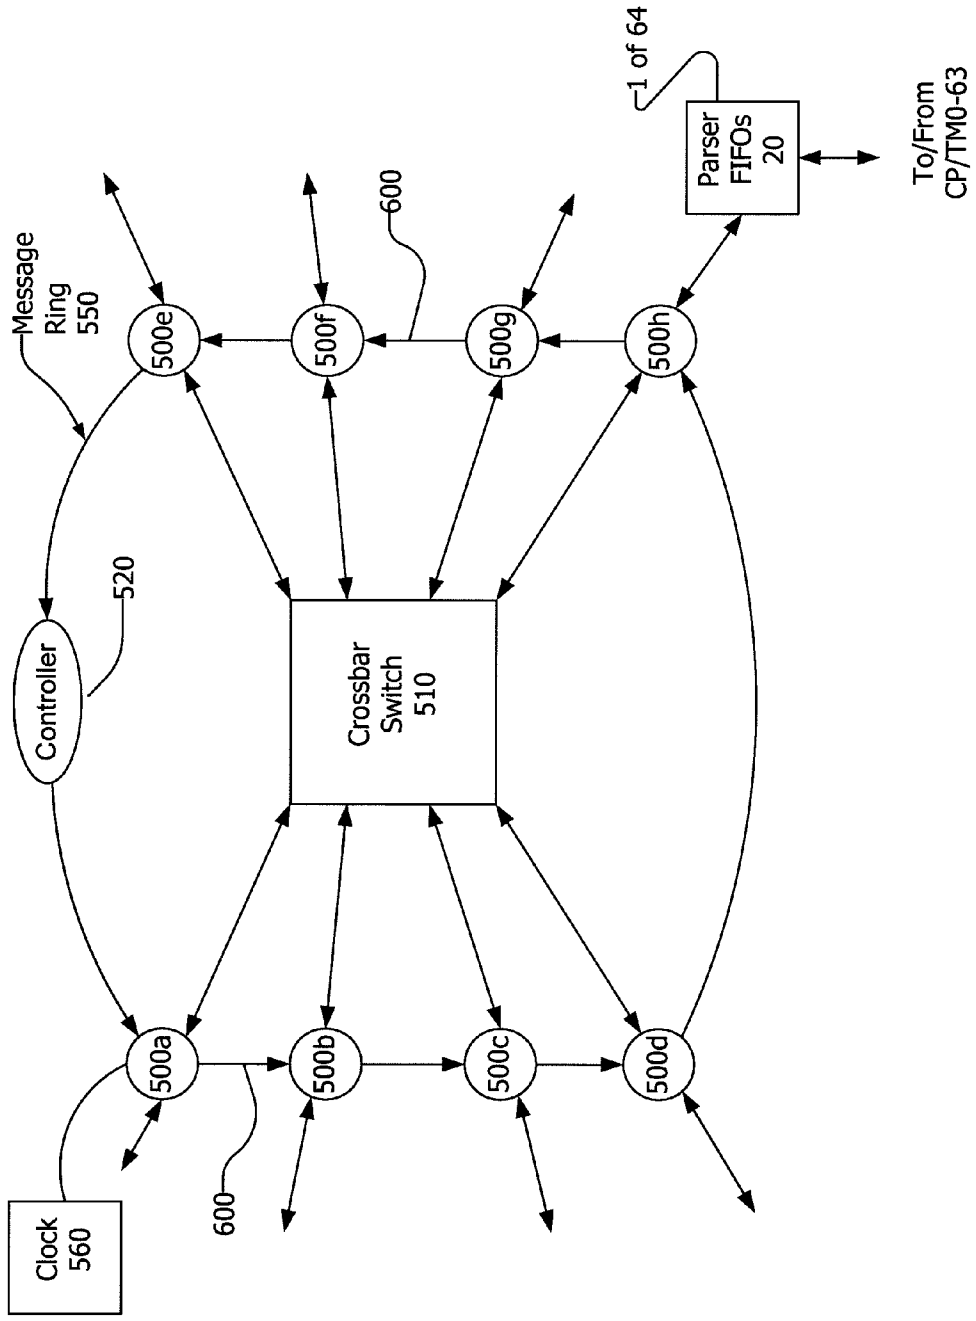 Clock
560
500a
500b
500c
500d
600
Controller
520
Crossbar
Switch
510
Message
Ring
550
500e
500f
500g
500h
600
Parser
FIFOs
20
1 of 64
To/From
CP/TM0-63